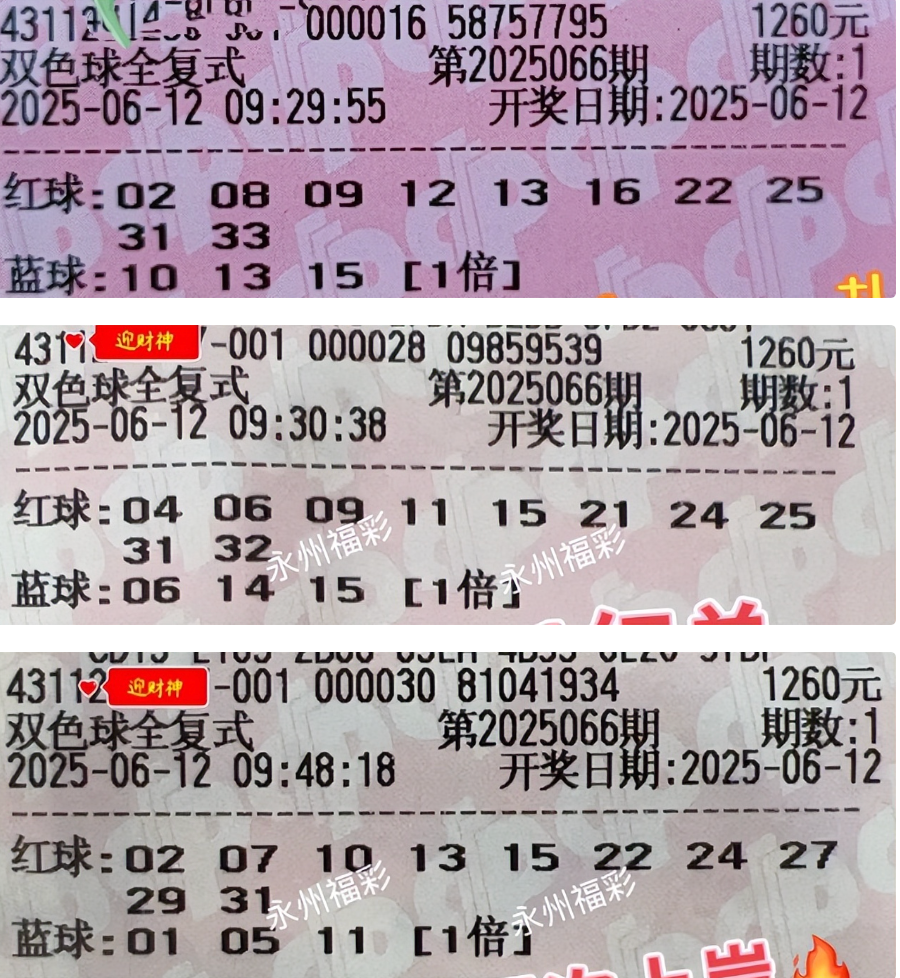 000016 58757795 1260元
双色球全复式 第2025066期 期数:1
2025-06-12 09:29:55 开奖日期:2025-06-12
红球:02 08 09 12 13 16 22 25
31 33
蓝球:10 13 15 [1倍]
迎财神 -001 000028 09859539 1260元
双色球全复式 第2025066期 期数:1
2025-06-12 09:30:38 开奖日期:2025-06-12
红球:04 06 09 11 15 21 24 25
31 32
永州福彩 永州福彩
蓝球:06 14 15 [1倍]
43112 迎财神 -001 000030 81041934 1260元
双色球全复式 第2025066期 期数:1
2025-06-12 09:48:18 开奖日期:2025-06-12
红球:02 07 10 13 15 22 24 27
29 31
永州福彩 永州福彩
蓝球:01 05 11 [1倍]